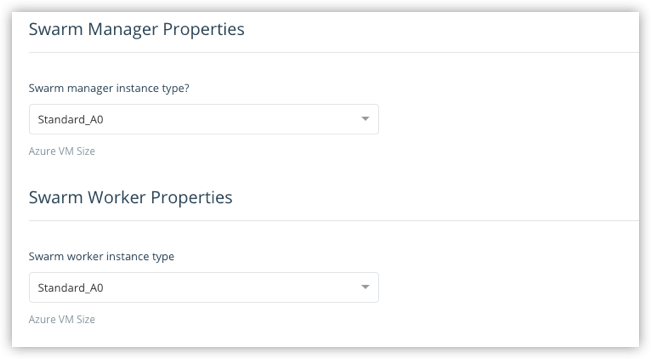 Swarm Manager Properties
Swarm manager instance type?
Standard_A0
Azure VM Size
Swarm Worker Properties
Swarm worker instance type
Standard_A0
Azure VM Size